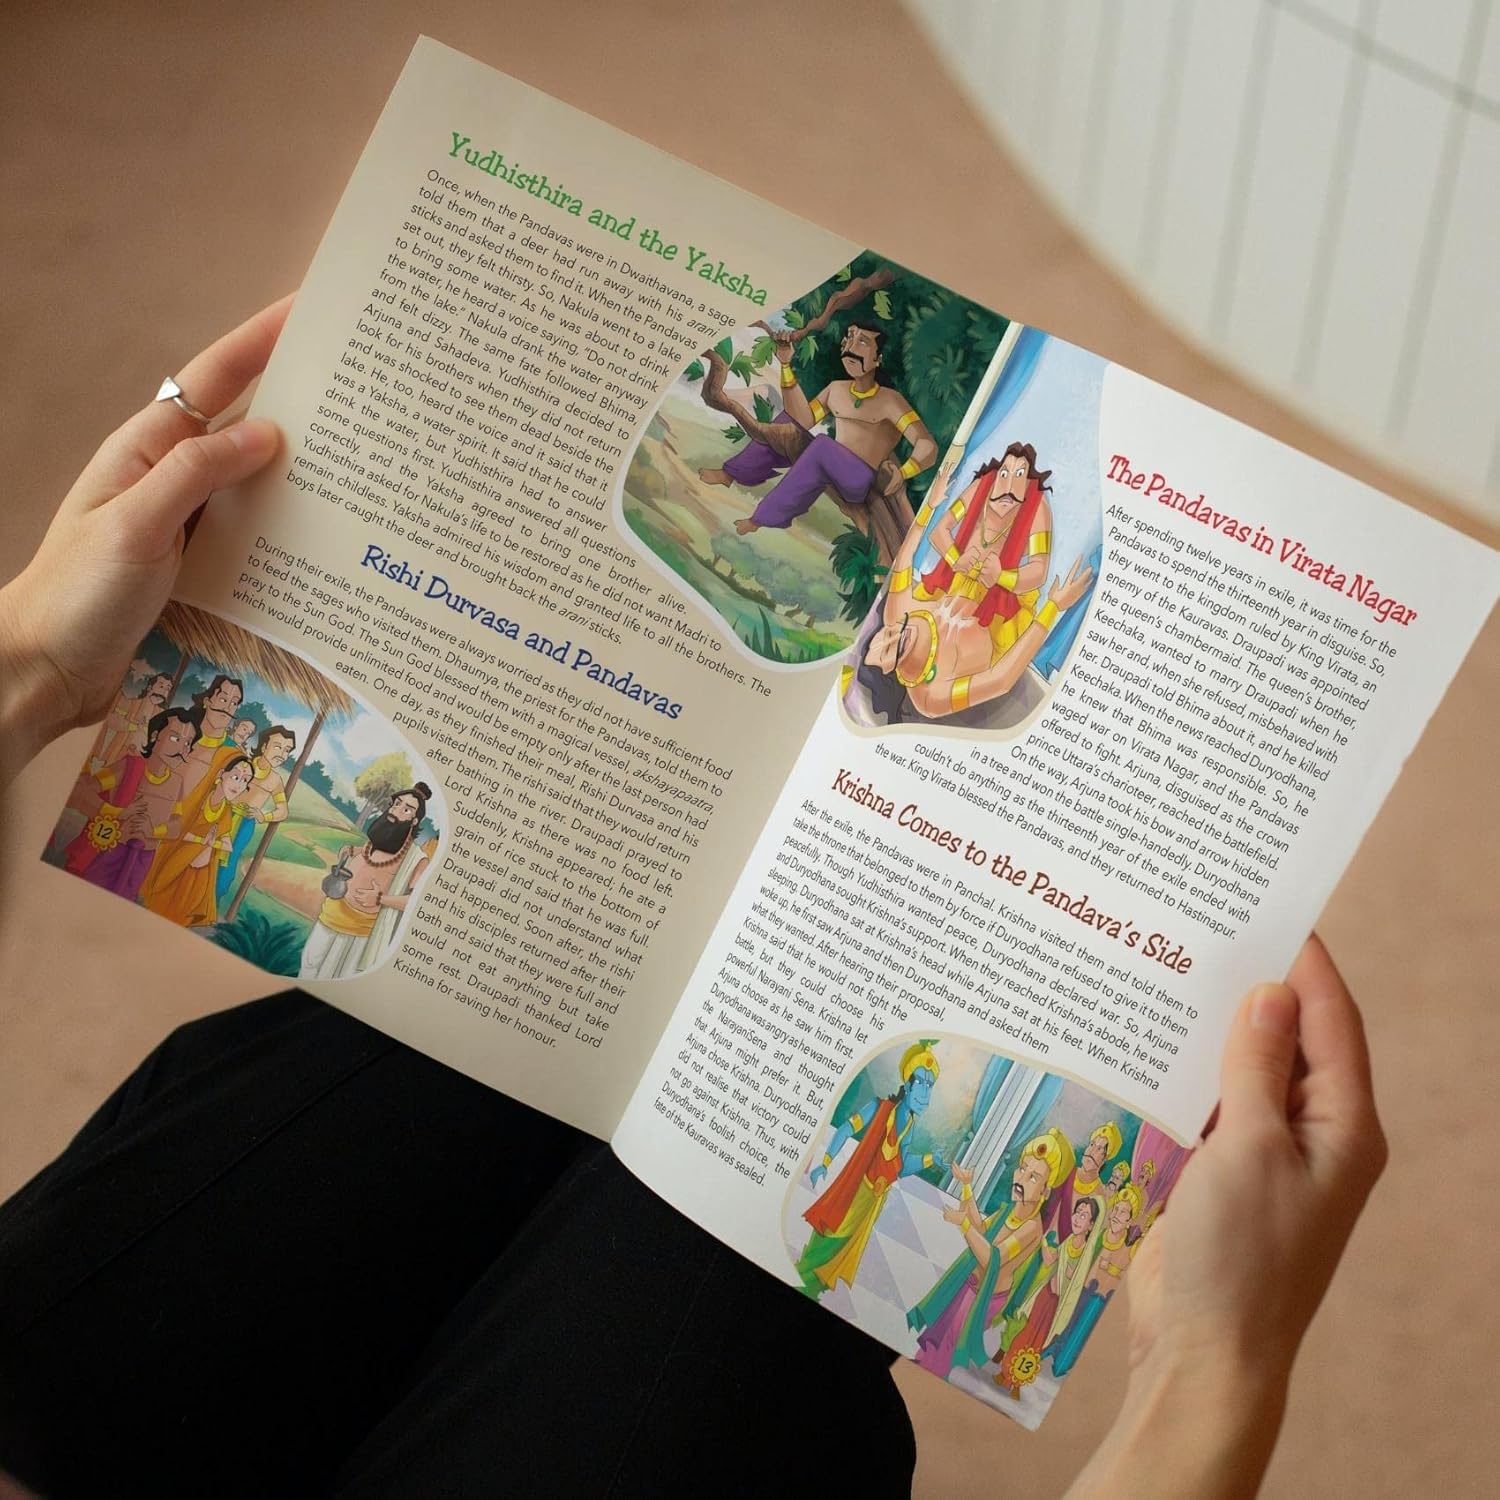 Yudhisthira and the Yaksha
Once, when the Pandavas were in Dwaithavana, a sage
told them that a deer had run away with his arani
sticks and asked them to find it. When the Pandavas
set out, they felt thirsty. So, Nakula went to a lake
to bring some water. As he was about to drink
the water, he heard a voice saying, “Do not drink
from the lake.” Nakula drank the water anyway
and felt dizzy. The same fate followed Bhima,
Arjuna and Sahadeva. Yudhisthira decided to
look for his brothers when they did not return
and was shocked to see them dead beside the
lake. He, too, heard the voice and it said that it
was a Yaksha, a water spirit. It said that he could
drink the water, but Yudhisthira had to answer
some questions first. Yudhisthira answered all questions
correctly, and the Yaksha agreed to bring one brother alive.
Yudhisthira asked for Nakula's life to be restored as he did not want Madri to
remain childless. Yaksha admired his wisdom and granted life to all the brothers. The
boys later caught the deer and brought back the arani sticks.
Rishi Durvasa and Pandavas
During their exile, the Pandavas were always worried as they did not have sufficient food
to feed the sages who visited them. Dhaumya, the priest for the Pandavas, told them to
pray to the Sun God. The Sun God blessed them with a magical vessel, akshayapaatra,
which would provide unlimited food and would be empty only after the last person had
eaten. One day, as they finished their meal, Rishi Durvasa and his
pupils visited them. The rishi said that they would return
after bathing in the river. Draupadi prayed to
Lord Krishna as there was no food left.
Suddenly, Krishna appeared; he ate a
grain of rice stuck to the bottom of
the vessel and said that he was full.
Draupadi did not understand what
had happened. Soon after, the rishi
and his disciples returned after their
bath and said that they were full and
would not eat anything but take
some rest. Draupadi thanked Lord
Krishna for saving her honour.
12
The Pandavas in Virata Nagar
After spending twelve years in exile, it was time for the
Pandavas to spend the thirteenth year in disguise. So,
they went to the kingdom ruled by King Virata, an
enemy of the Kauravas. Draupadi was appointed
the queen's chambermaid. The queen's brother,
Keechaka, wanted to marry Draupadi when he
saw her and, when she refused, misbehaved with
her. Draupadi told Bhima about it, and he killed
Keechaka. When the news reached Duryodhana,
he knew that Bhima was responsible. So, he
waged war on Virata Nagar, and the Pandavas
offered to fight. Arjuna, disguised as the crown
prince Uttara's charioteer, reached the battlefield.
On the way, Arjuna took his bow and arrow hidden
in a tree and won the battle single-handedly. Duryodhana
couldn't do anything as the thirteenth year of the exile ended with
the war. King Virata blessed the Pandavas, and they returned to Hastinapur.
Krishna Comes to the Pandava's Side
After the exile, the Pandavas were in Panchal. Krishna visited them and told them to
take the throne that belonged to them by force if Duryodhana refused to give it to them
peacefully. Though Yudhisthira wanted peace, Duryodhana declared war. So, Arjuna
and Duryodhana sought Krishna's support. When they reached Krishna's abode, he was
sleeping. Duryodhana sat at Krishna's head while Arjuna sat at his feet. When Krishna
woke up, he first saw Arjuna and then Duryodhana and asked them
what they wanted. After hearing their proposal,
Krishna said that he would not fight the
battle, but they could choose his
powerful Narayani Sena. Krishna let
Arjuna choose as he saw him first.
Duryodhana was angry as he wanted
the NarayaniSena and thought
that Arjuna might prefer it. But,
Arjuna chose Krishna. Duryodhana
did not realise that victory could
not go against Krishna. Thus, with
Duryodhana's foolish choice, the
fate of the Kauravas was sealed.
13